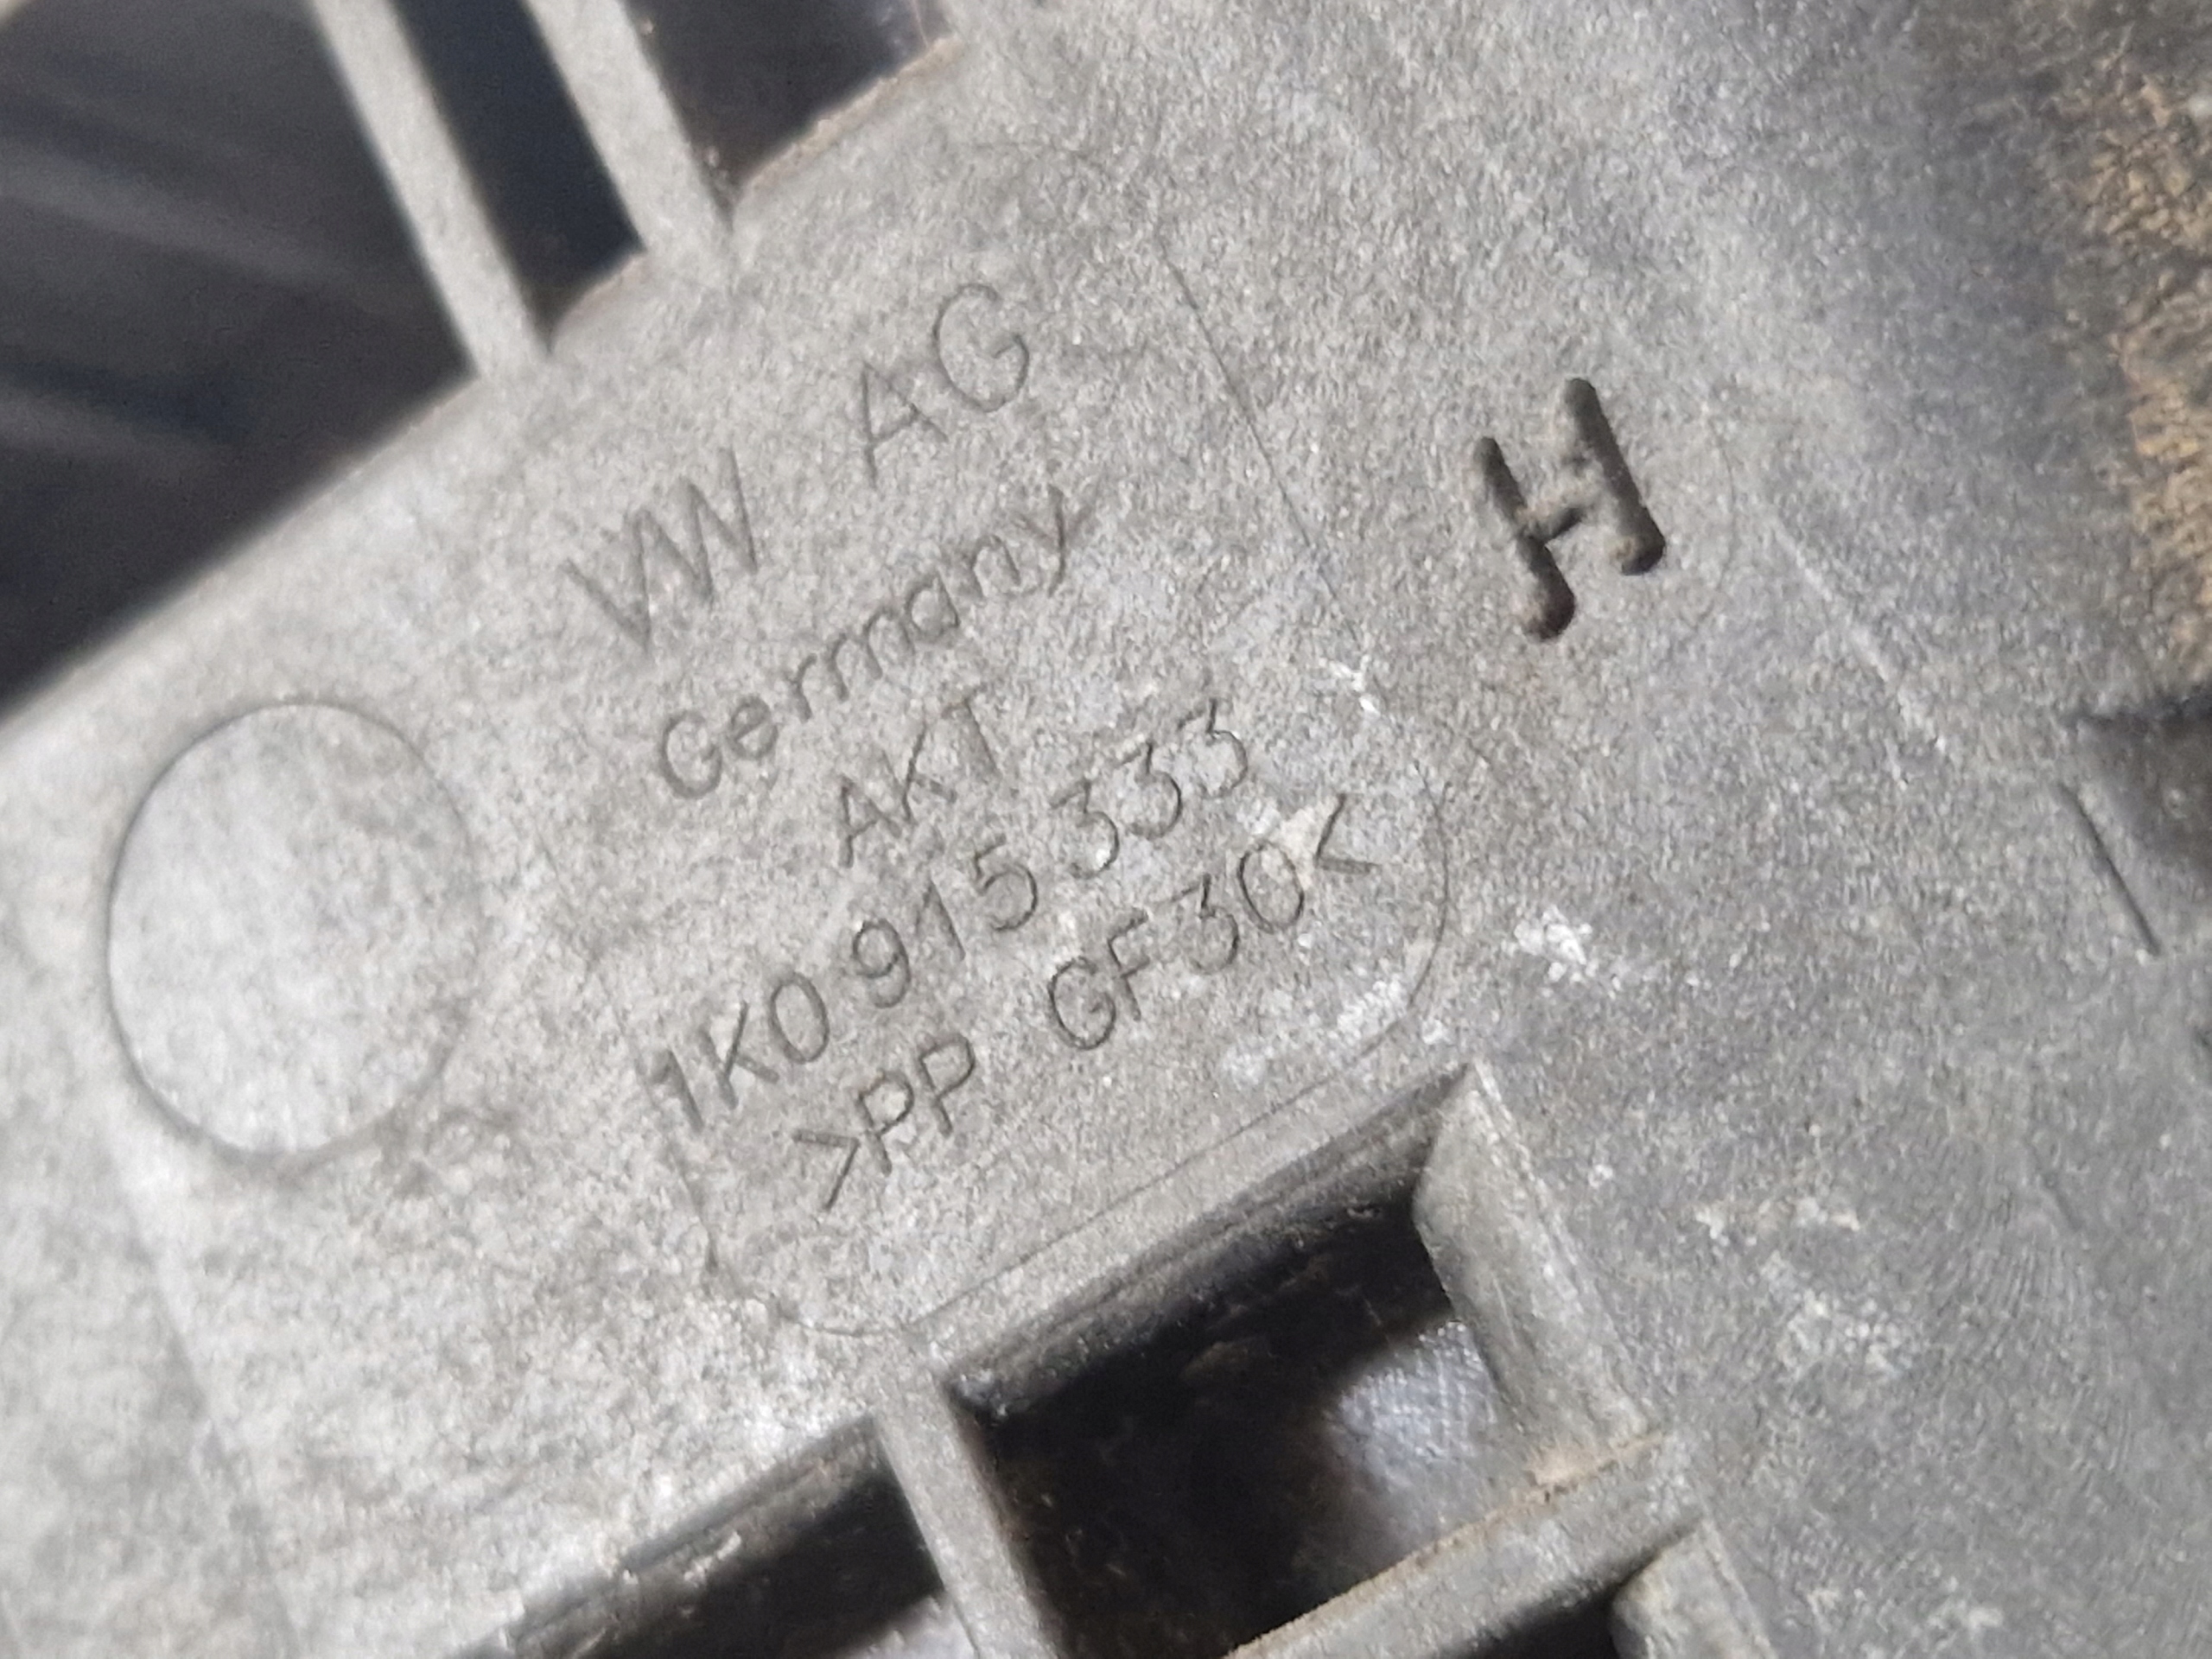 VW AG
Germany
AKT
1K0 915 333
>PP GF30<
H